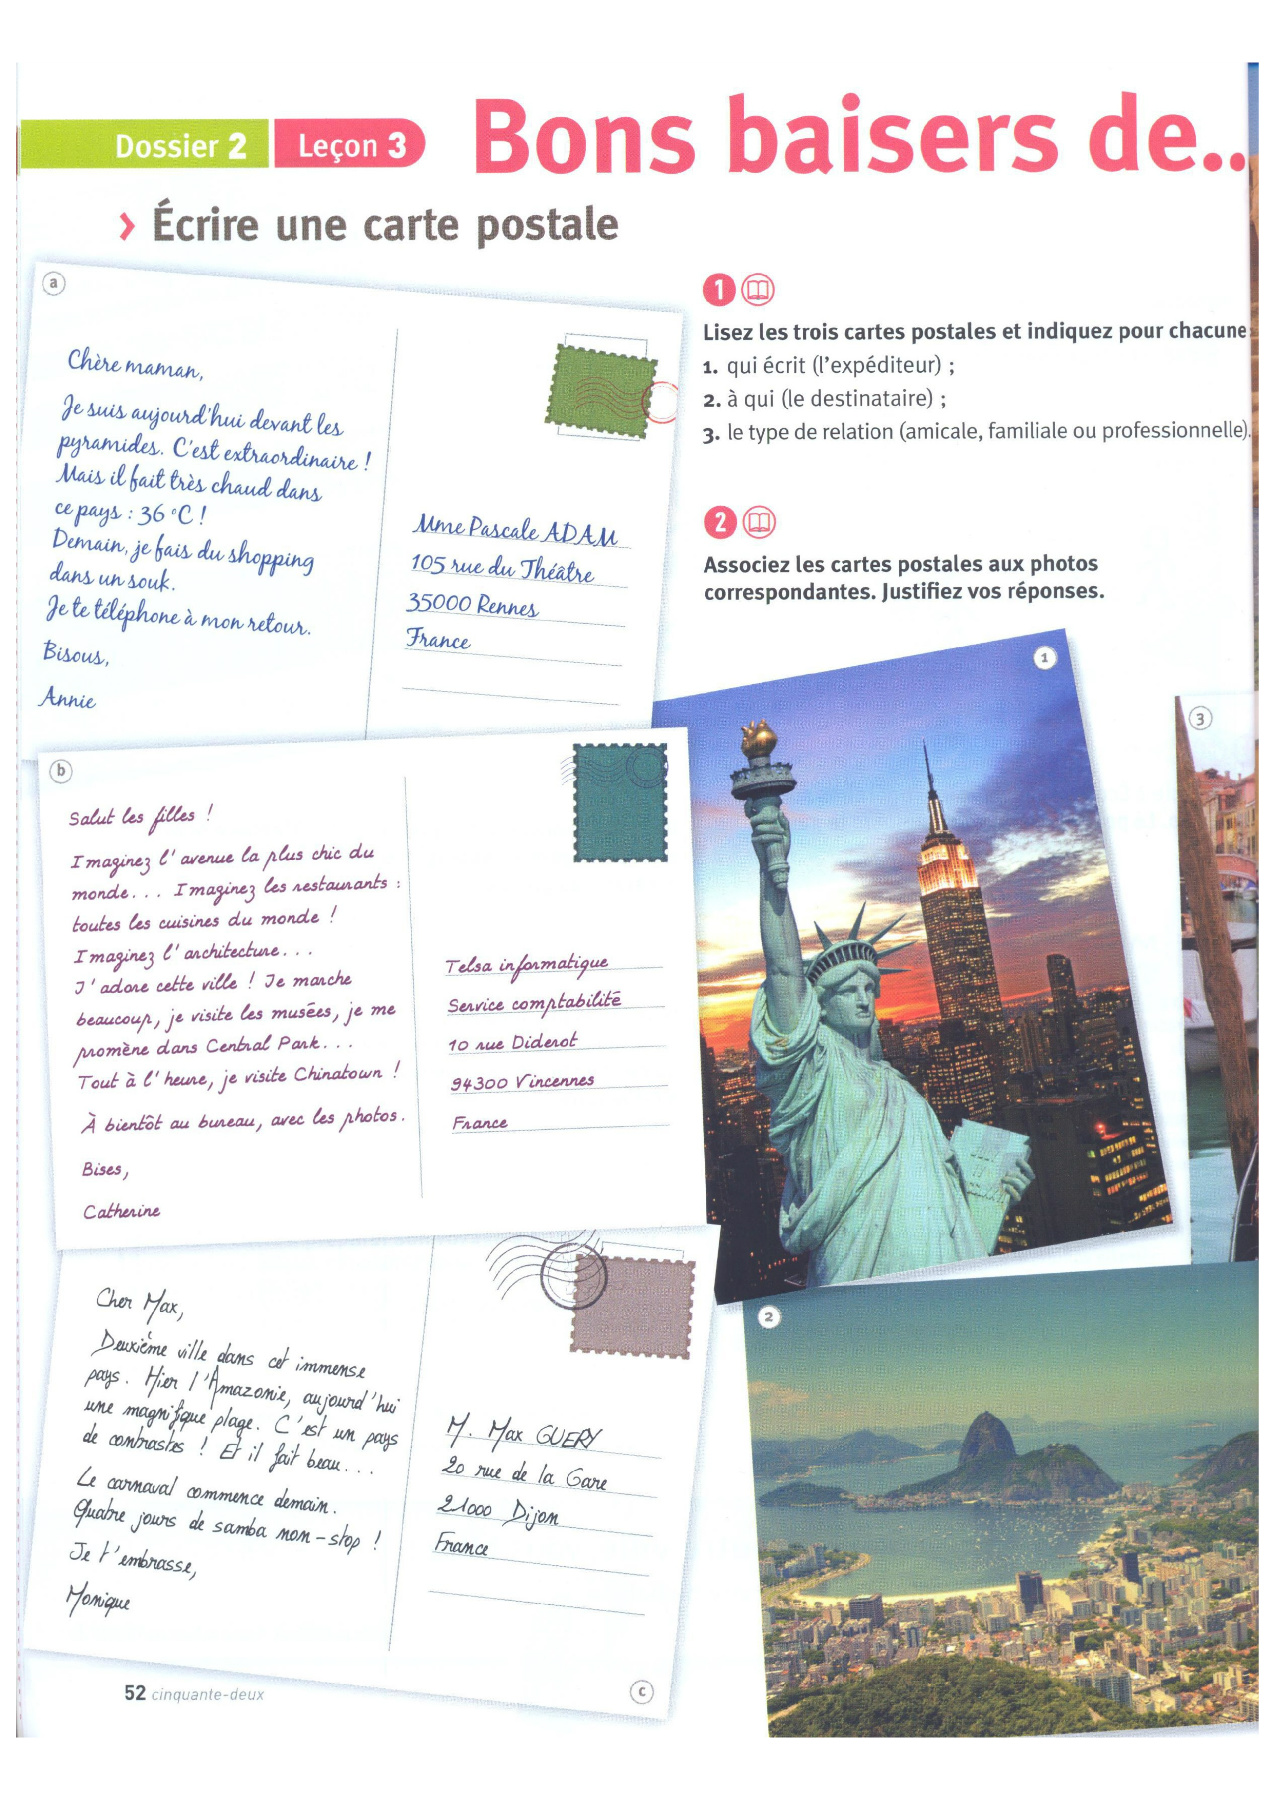 Dossier 2 Leçon 3 Bons baisers de..
› Écrire une carte postale
a
Chère maman,
Je suis aujourd'hui devant les
pyramides. C'est extraordinaire !
Mais il fait très chaud dans
ce pays : 36 °C !
Demain, je fais du shopping
dans un souk.
Je te téléphone à mon retour.
Bisous,
Annie
Mme Pascale ADAM
105 rue du Théâtre
35000 Rennes
France
1
Lisez les trois cartes postales et indiquez pour chacune
1. qui écrit (l'expéditeur) ;
2. à qui (le destinataire) ;
3. le type de relation (amicale, familiale ou professionnelle).
2
Associez les cartes postales aux photos
correspondantes. Justifiez vos réponses.
1
3
b
Salut les filles !
Imaginez l'avenue la plus chic du
monde... Imaginez les restaurants :
toutes les cuisines du monde !
Imaginez l'architecture...
J'adore cette ville ! Je marche
beaucoup, je visite les musées, je me
promène dans Central Park...
Tout à l'heure, je visite Chinatown !
À bientôt au bureau, avec les photos.
Bises,
Catherine
Telsa informatique
Service comptabilité
10 rue Diderot
94300 Vincennes
France
2
Cher Max,
Deuxième ville dans cet immense
pays. Hier l'Amazonie, aujourd'hui
une magnifique plage. C'est un pays
de contrastes ! Et il fait beau...
Le carnaval commence demain.
Quatre jours de samba non-stop !
Je t'embrasse,
Monique
M. Max GUERY
20 rue de la Gare
21000 Dijon
France
c
52 cinquante-deux